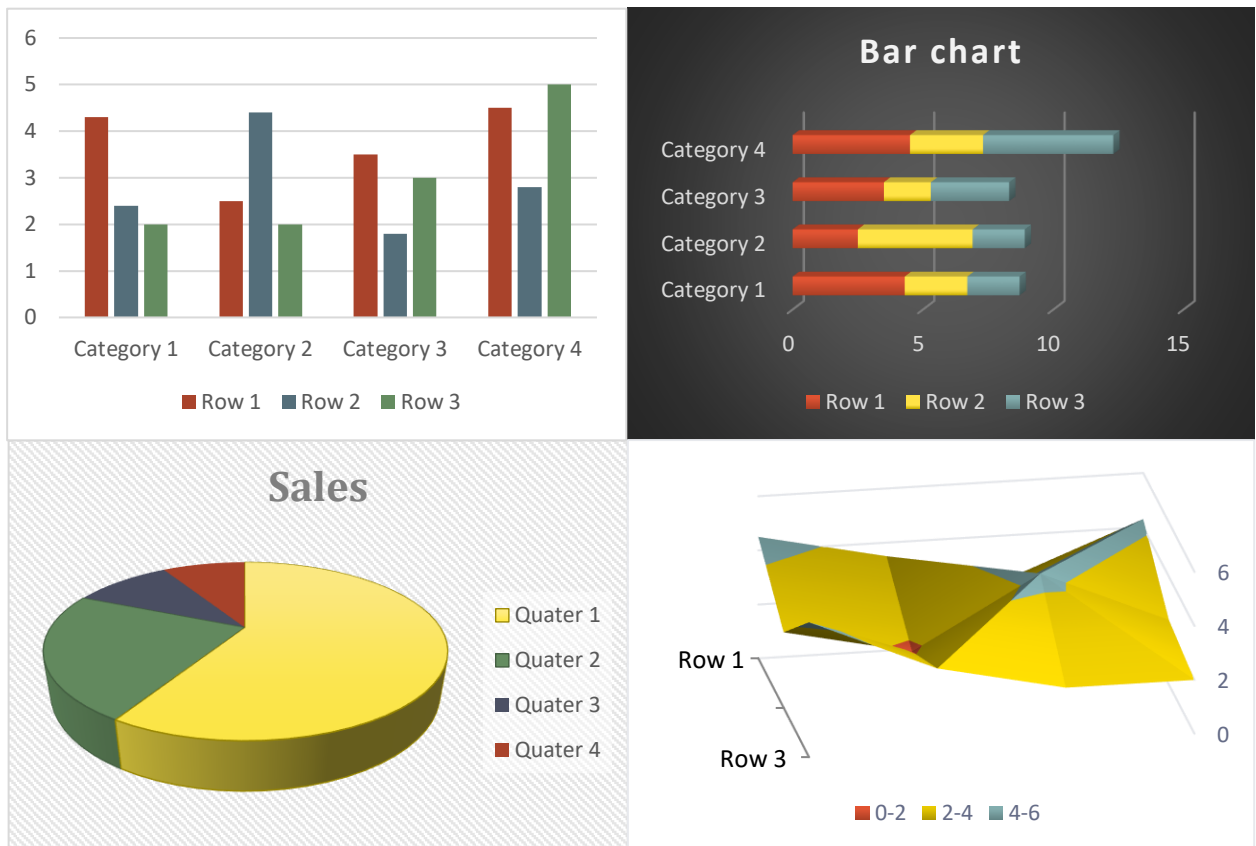 6
5
4
3
2
1
0
Category 1 Category 2 Category 3 Category 4
Row 1 Row 2 Row 3
Bar chart
Category 4
Category 3
Category 2
Category 1
0 5 10 15
Row 1 Row 2 Row 3
Sales
Quater 1
Quater 2
Quater 3
Quater 4
6
4
2
0
Row 1
Row 3
0-2 2-4 4-6